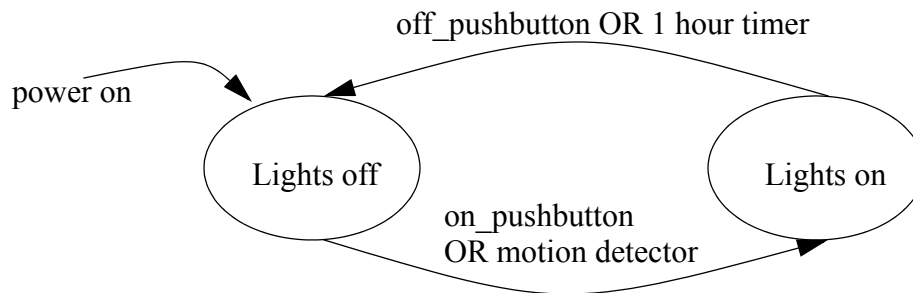 off_pushbutton OR 1 hour timer
power on
Lights off
Lights on
on_pushbutton
OR motion detector